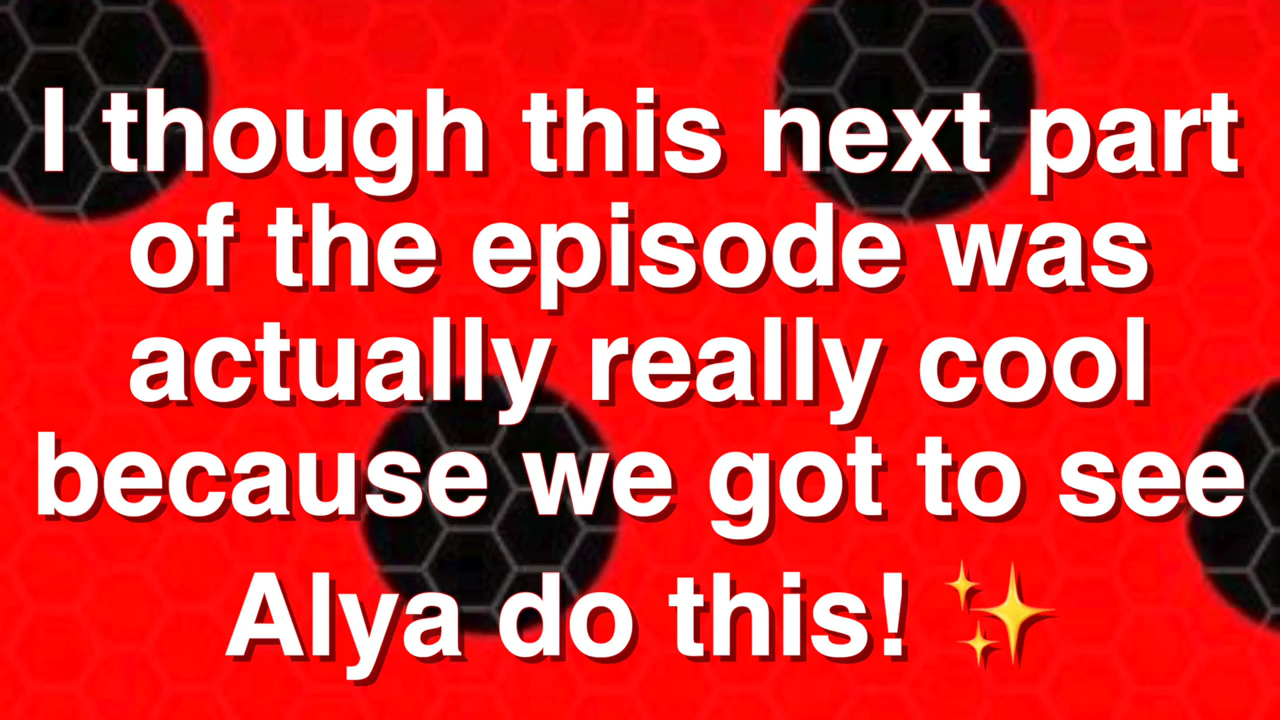 I though this next part
of the episode was
actually really cool
because we got to see
Alya do this! ✨